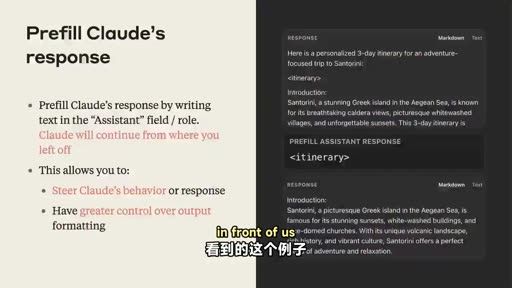 Prefill Claude's
response
Prefill Claude's response by writing
text in the "Assistant" field / role.
Claude will continue from where you
left off
This allows you to:
Steer Claude's behavior or response
Have greater control over output
formatting
RESPONSE
Markdown Text
Here is a personalized 3-day itinerary for an adventure-
focused trip to Santorini:
<itinerary>
Introduction:
Santorini, a stunning Greek island in the Aegean Sea, is known
for its breathtaking caldera views, picturesque whitewashed
villages, and unforgettable sunsets. This 3-day itinerary is
PREFILL ASSISTANT RESPONSE
<itinerary>
RESPONSE
Markdown Text
Introduction:
Santorini, a picturesque Greek island in the Aegean Sea, is
famous for its stunning sunsets, white-washed buildings, and
domed churches. With its unique volcanic landscape,
history, and vibrant culture, Santorini offers a perfect
of adventure and relaxation.
in front of us
看到的这个例子